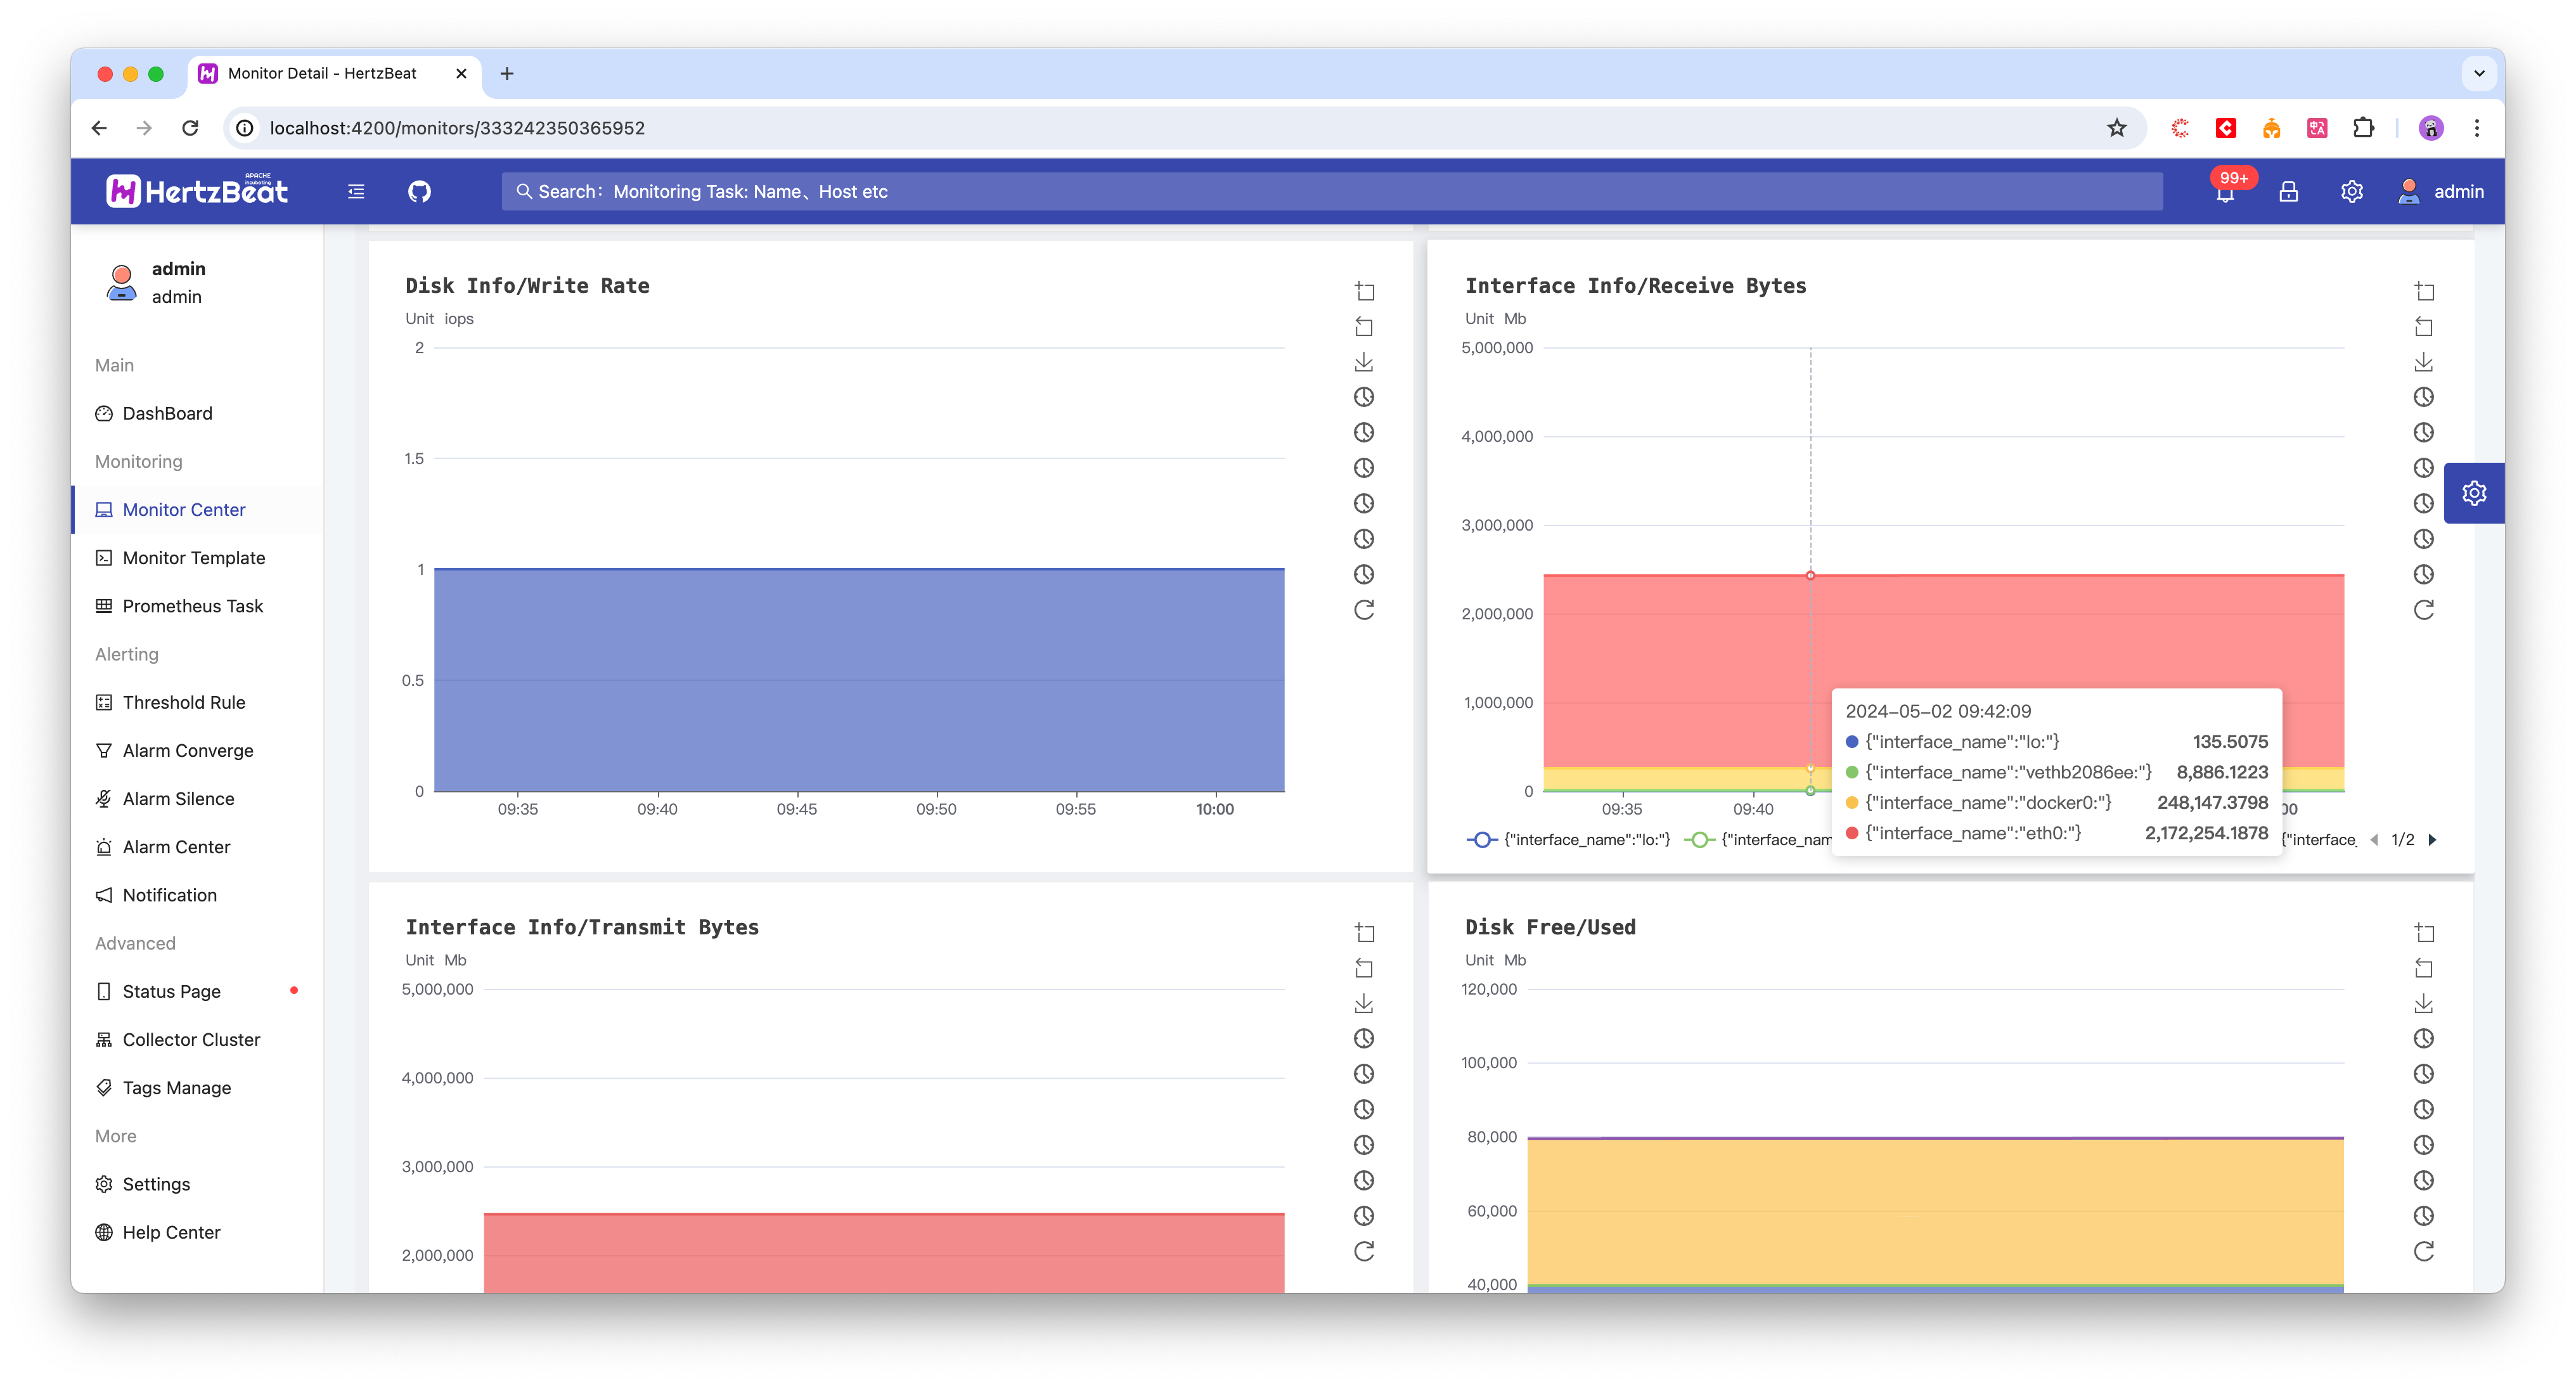 Monitor Detail - HertzBeat
localhost:4200/monitors/333242350365952
APACHE
incubating
HertzBeat
Search：Monitoring Task: Name、Host etc
99+
admin
admin
admin
Main
DashBoard
Monitoring
Monitor Center
Monitor Template
Prometheus Task
Alerting
Threshold Rule
Alarm Converge
Alarm Silence
Alarm Center
Notification
Advanced
Status Page
Collector Cluster
Tags Manage
More
Settings
Help Center
Disk Info/Write Rate
Unit iops
2
1.5
1
0.5
0
09:35 09:40 09:45 09:50 09:55 10:00
Interface Info/Receive Bytes
Unit Mb
5,000,000
4,000,000
3,000,000
2,000,000
1,000,000
0
09:35 09:40 00
2024-05-02 09:42:09
{"interface_name":"lo:"} 135.5075
{"interface_name":"vethb2086ee:"} 8,886.1223
{"interface_name":"docker0:"} 248,147.3798
{"interface_name":"eth0:"} 2,172,254.1878
{"interface_name":"lo:"} {"interface_nam {"interface_ 1/2
Interface Info/Transmit Bytes
Unit Mb
5,000,000
4,000,000
3,000,000
2,000,000
Disk Free/Used
Unit Mb
120,000
100,000
80,000
60,000
40,000